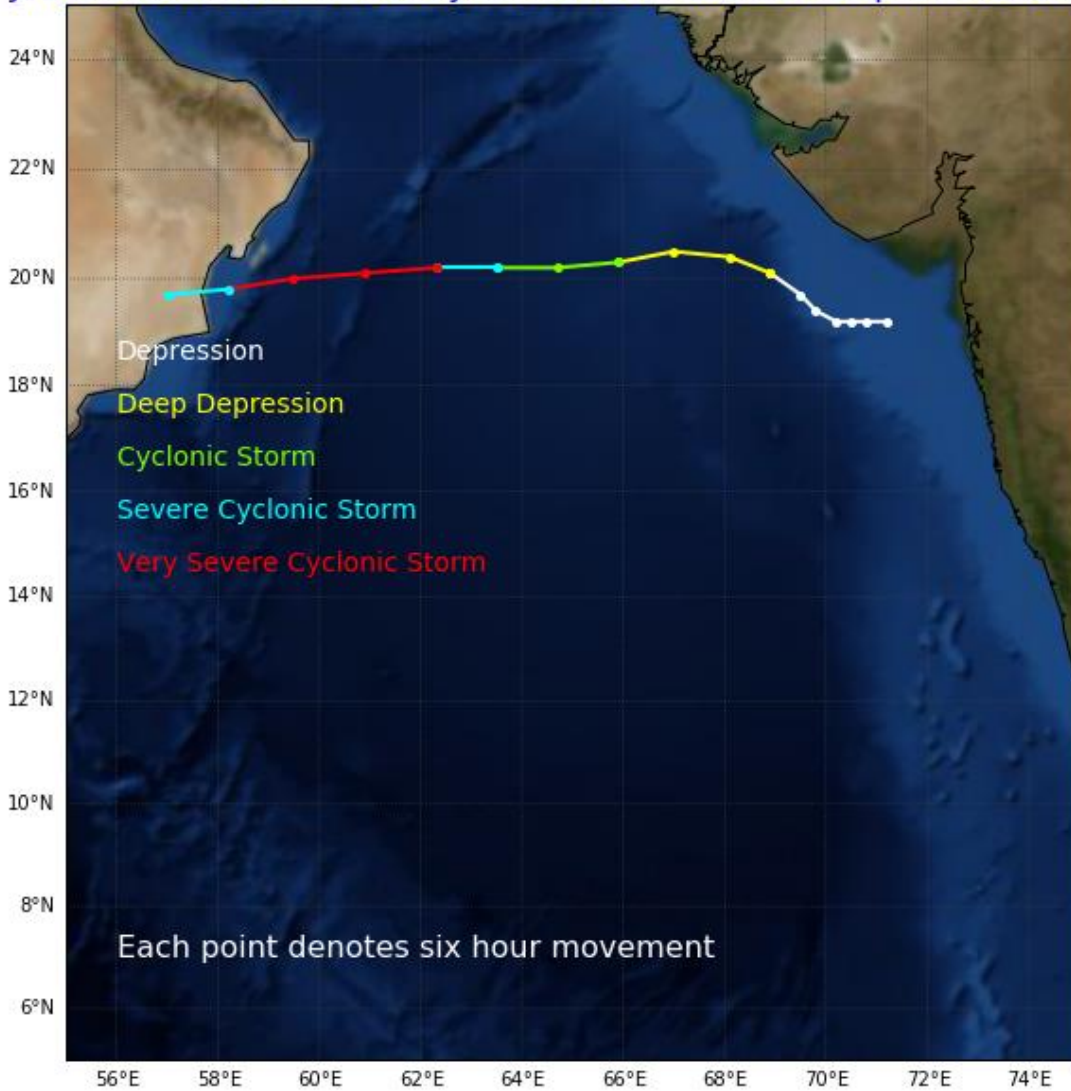 24°N
22°N
20°N
18°N
16°N
14°N
12°N
10°N
8°N
6°N
Depression
Deep Depression
Cyclonic Storm
Severe Cyclonic Storm
Very Severe Cyclonic Storm
Each point denotes six hour movement
56°E 58°E 60°E 62°E 64°E 66°E 68°E 70°E 72°E 74°E